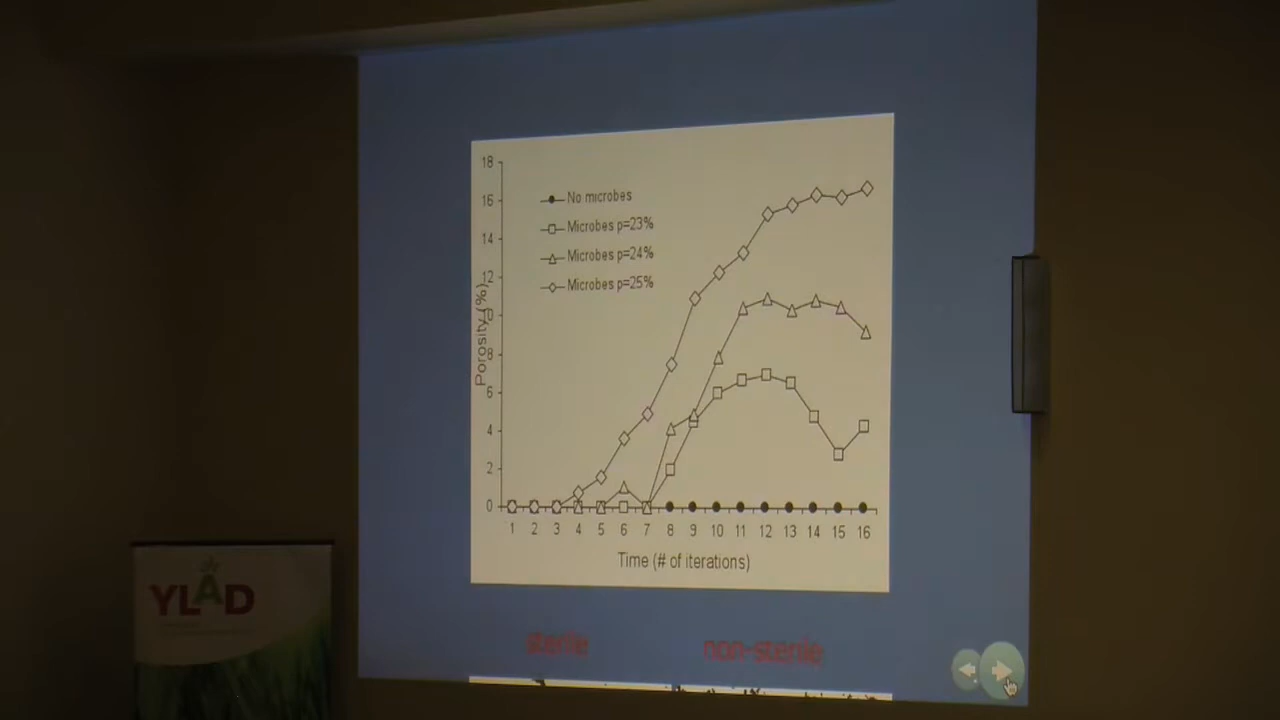 18
16
14
12
10
8
6
4
2
0
Porosity (%)
No microbes
Microbes p=23%
Microbes p=24%
Microbes p=25%
1 2 3 4 5 6 7 8 9 10 11 12 13 14 15 16
Time (# of iterations)
sterile non-sterile
YLAD